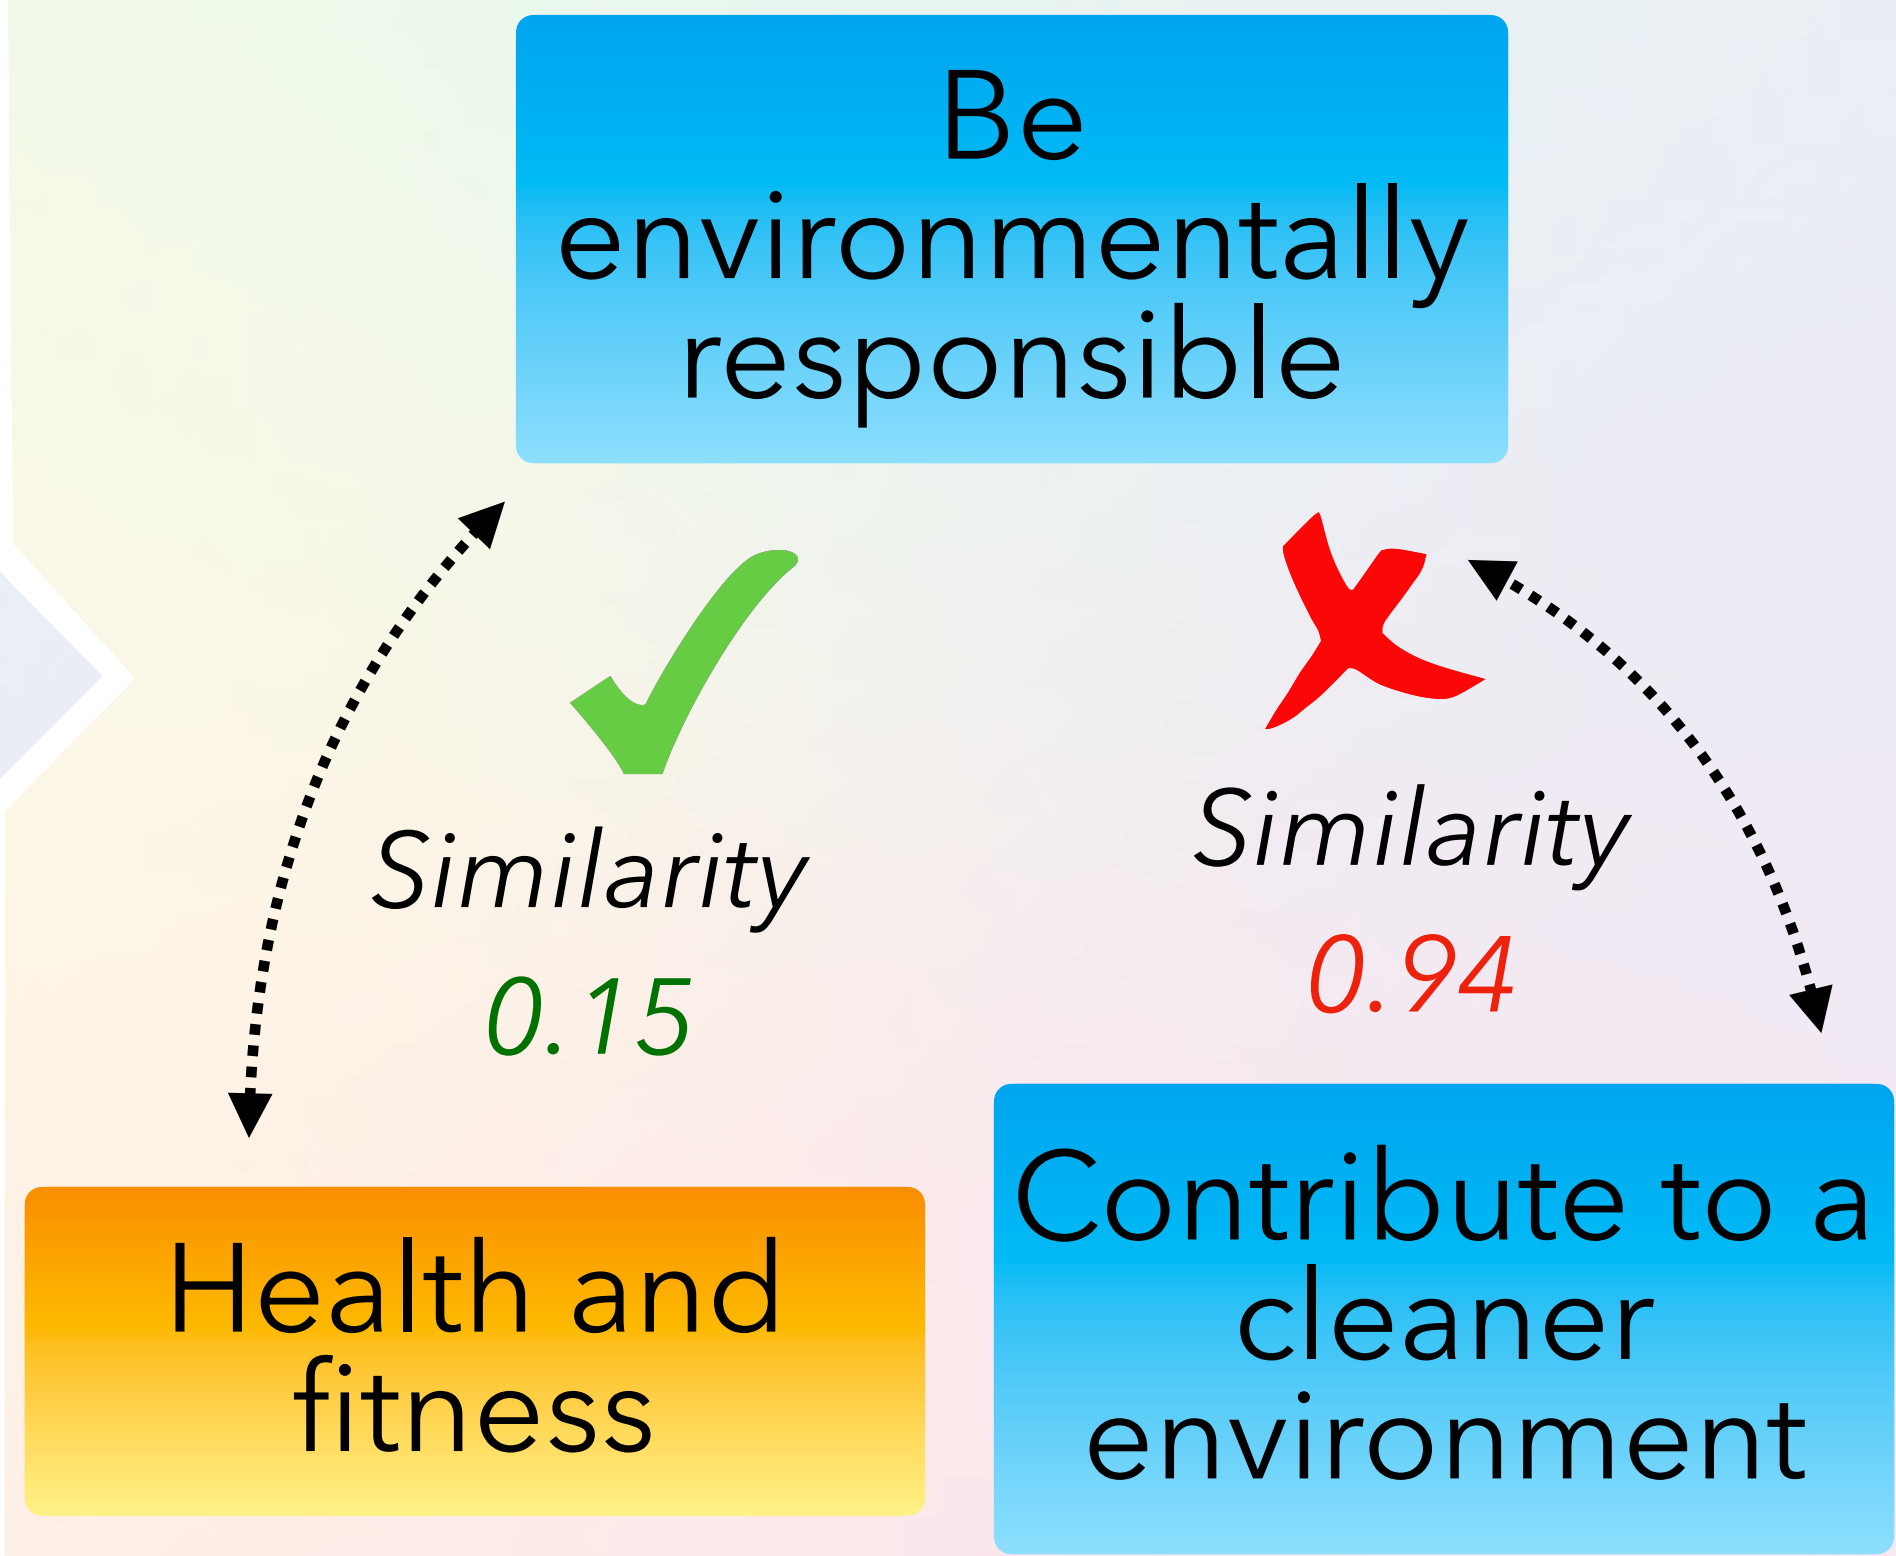 Be
environmentally
responsible
Similarity
0.15
Similarity
0.94
Health and
fitness
Contribute to a
cleaner
environment